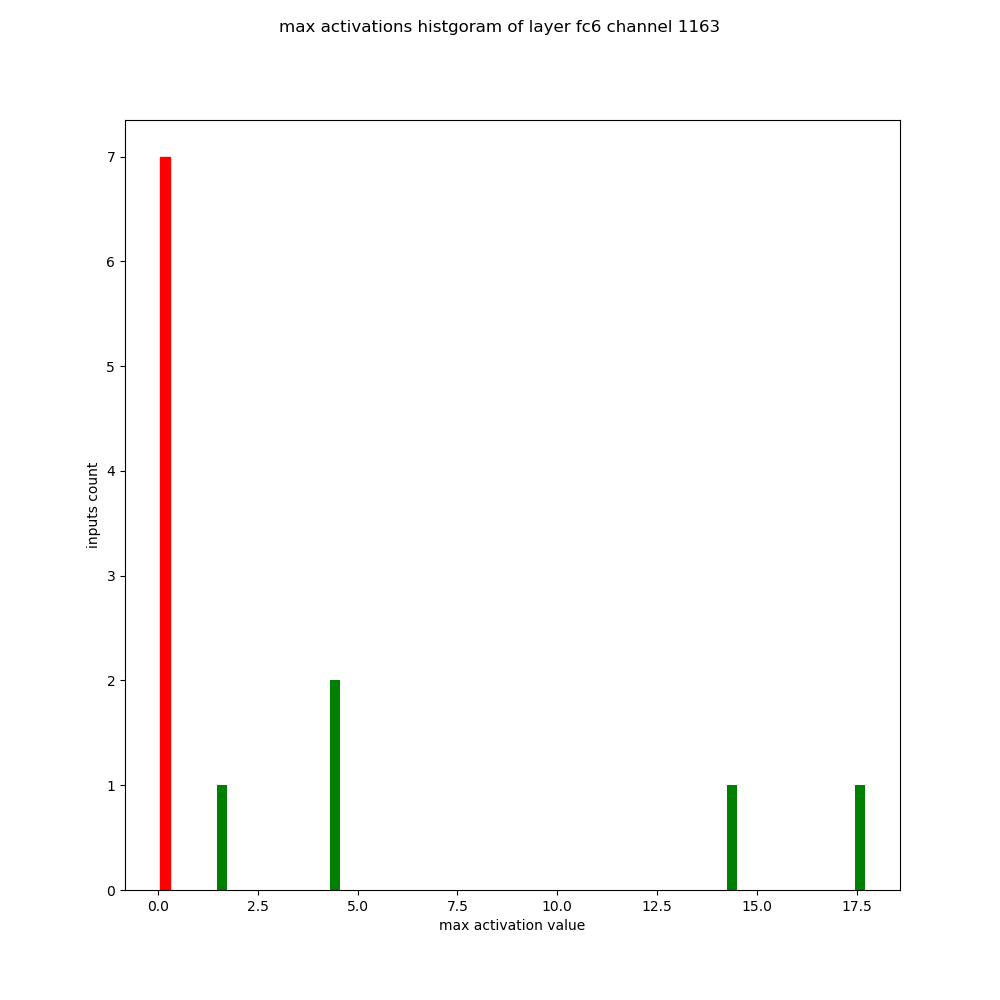 max activations histgoram of layer fc6 channel 1163
7
6
5
4
3
2
1
0
inputs count
0.0 2.5 5.0 7.5 10.0 12.5 15.0 17.5
max activation value